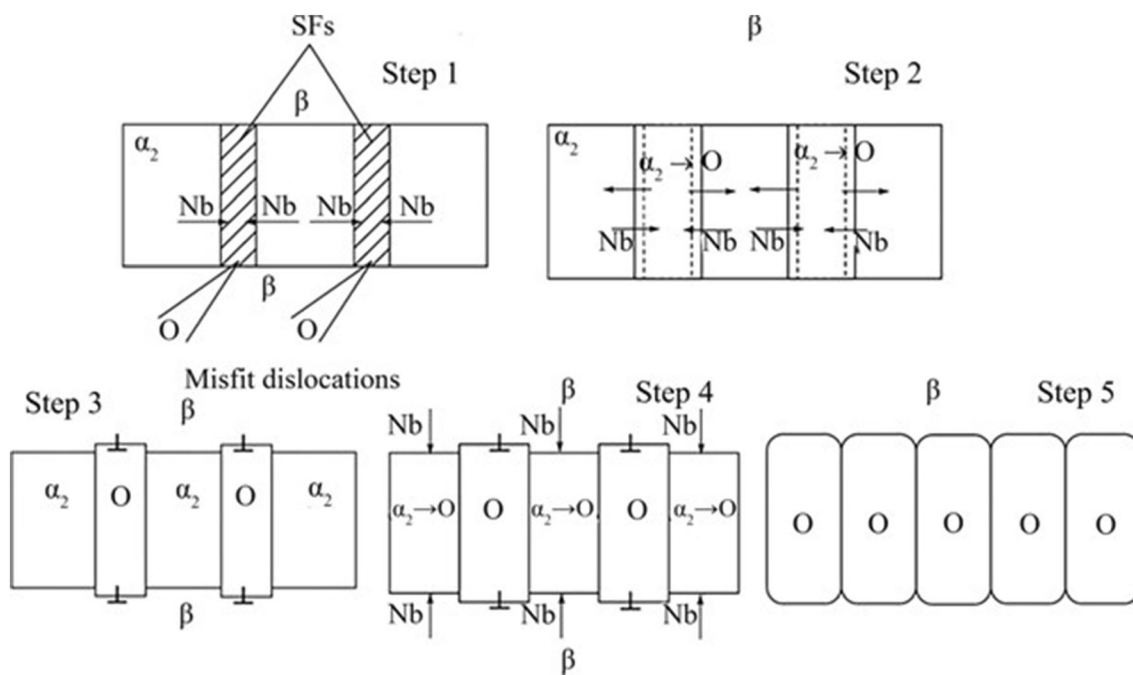 SFs
Step 1
β
α₂
Nb Nb Nb Nb
β
O O
β
Step 2
α₂
α₂→O α₂→O
Nb Nb Nb Nb
Misfit dislocations
Step 3
β
α₂ O α₂ O α₂
β
Step 4
β
Nb Nb Nb
α₂→O O α₂→O O α₂→O
Nb Nb Nb
β
Step 5
β
O O O O O